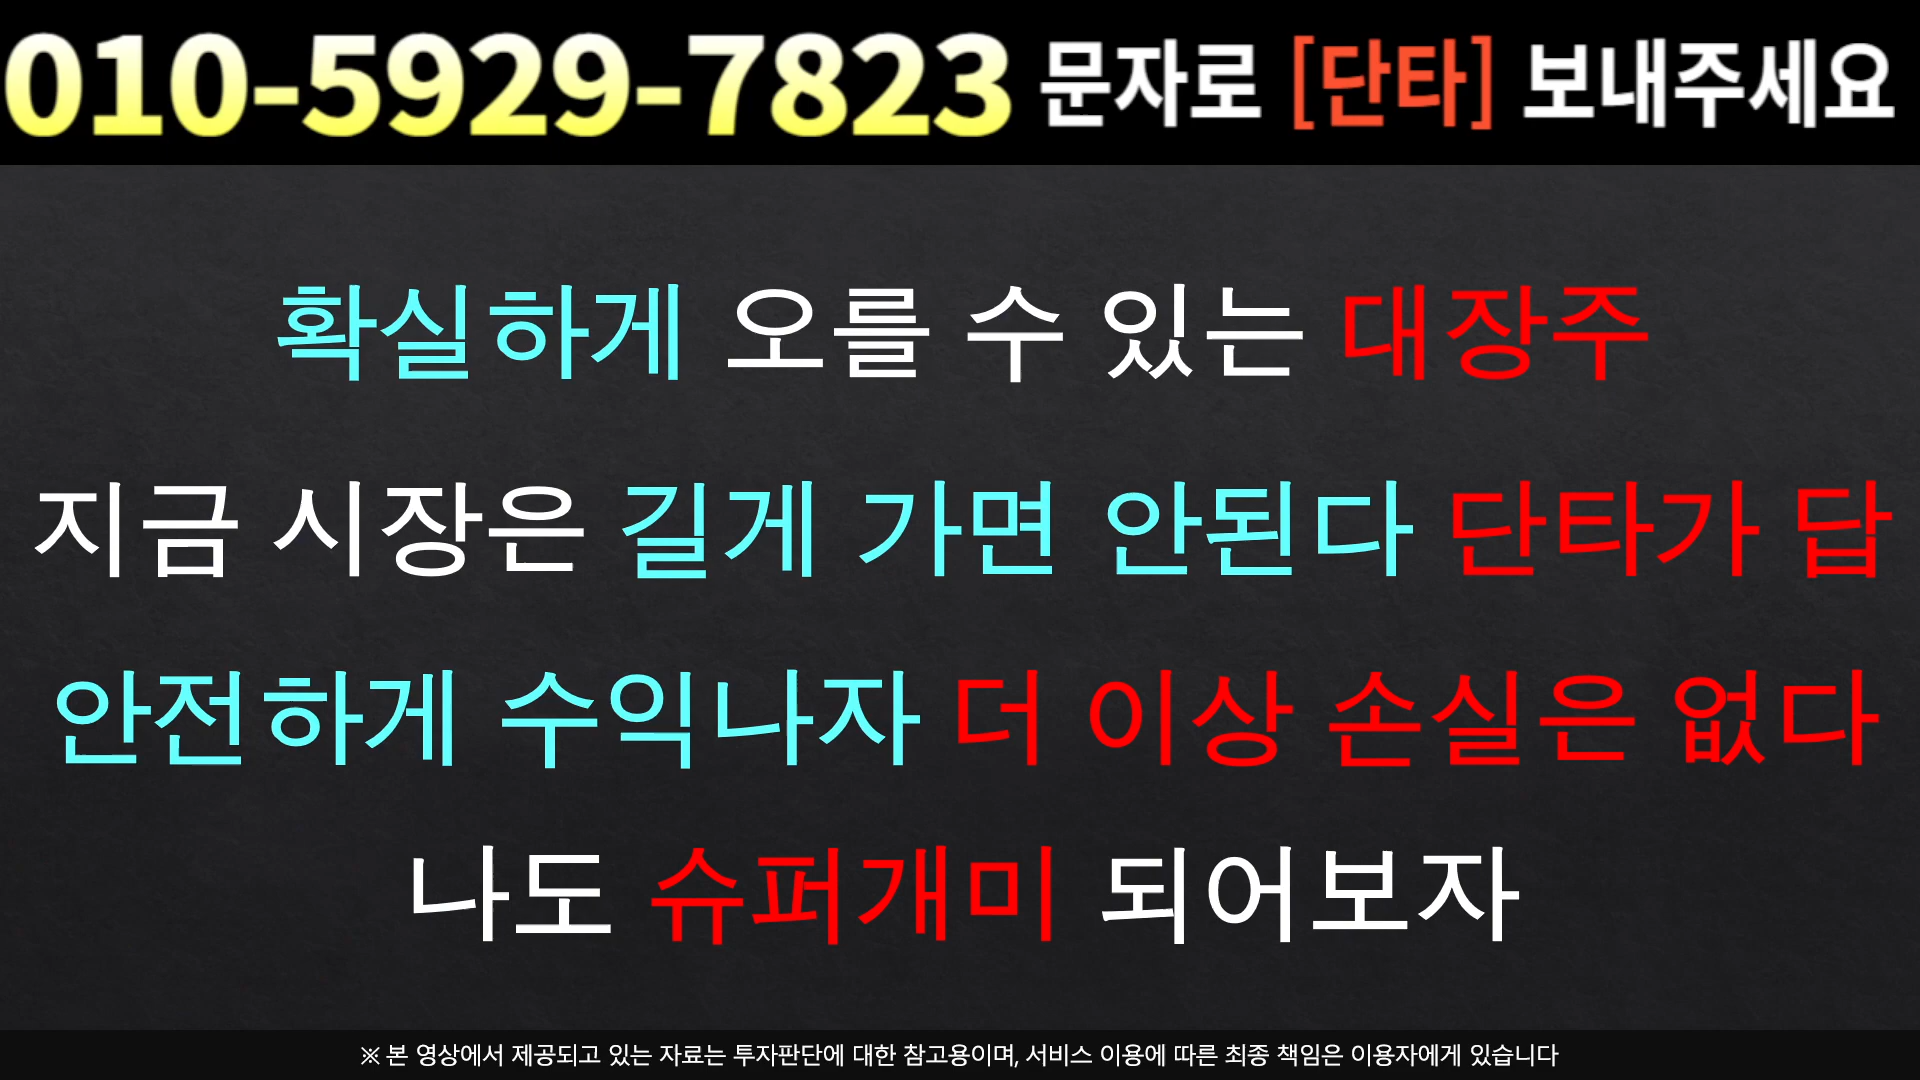 010-5929-7823 문자로 [단타] 보내주세요
확실하게 오를 수 있는 대장주
지금 시장은 길게 가면 안된다 단타가 답
안전하게 수익나자 더 이상 손실은 없다
나도 슈퍼개미 되어보자
※ 본 영상에서 제공되고 있는 자료는 투자판단에 대한 참고용이며, 서비스 이용에 따른 최종 책임은 이용자에게 있습니다